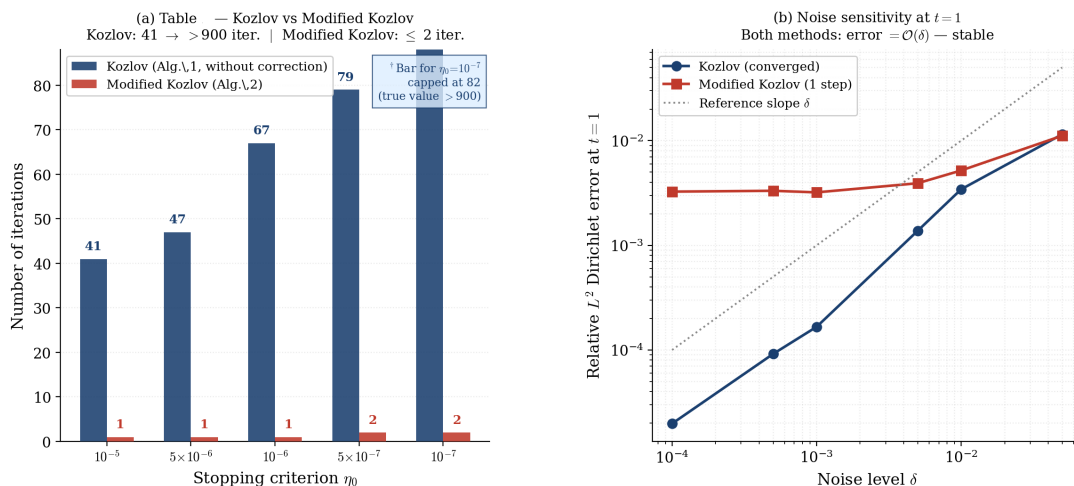 (a) Table — Kozlov vs Modified Kozlov
Kozlov: 41 → >900 iter. | Modified Kozlov: ≤ 2 iter.
Kozlov (Alg.\,1, without correction)
Modified Kozlov (Alg.\,2)
†Bar for η₀=10⁻⁷
capped at 82
(true value >900)
Number of iterations
80
70
60
50
40
30
20
10
0
41
47
67
79
1
1
1
2
2
10⁻⁵
5×10⁻⁶
10⁻⁶
5×10⁻⁷
10⁻⁷
Stopping criterion η₀
(b) Noise sensitivity at t=1
Both methods: error =𝒪(δ) — stable
Kozlov (converged)
Modified Kozlov (1 step)
Reference slope δ
Relative L² Dirichlet error at t=1
10⁻²
10⁻³
10⁻⁴
10⁻⁴
10⁻³
10⁻²
Noise level δ